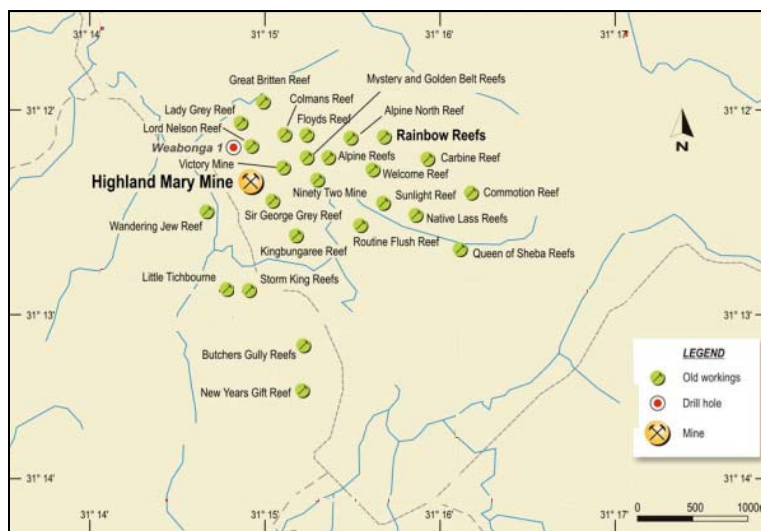 31° 14'
31° 15'
31° 16'
31° 17'
Great Britten Reef
Mystery and Golden Belt Reefs
Colmans Reef
31° 12'
Lady Grey Reef
Floyds Reef
Alpine North Reef
31° 12'
Lord Nelson Reef
Rainbow Reefs
Weabonga 1
Victory Mine
Alpine Reefs
Carbine Reef
Welcome Reef
Highland Mary Mine
Ninety Two Mine
Sunlight Reef
Commotion Reef
Wandering Jew Reef
Sir George Grey Reef
Native Lass Reefs
Kingbungaree Reef
Routine Flush Reef
Queen of Sheba Reefs
Little Tichbourne
Storm King Reefs
31° 13'
31° 13'
Butchers Gully Reefs
New Years Gift Reef
N
LEGEND
Old workings
Drill hole
Mine
31° 14'
31° 14'
0
500
1000m
31° 14'
31° 15'
31° 16'
31° 17'